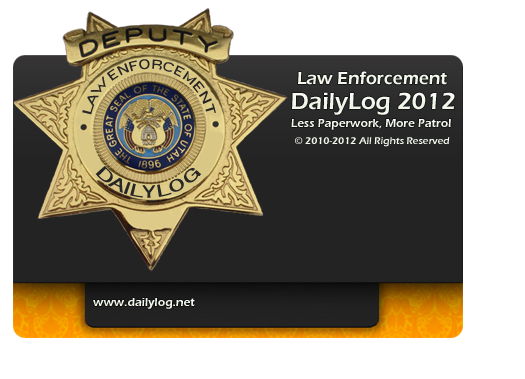 DEPUTY
LAW ENFORCEMENT
THE GREAT SEAL OF THE STATE OF UTAH
1896
DAILYLOG
Law Enforcement
DailyLog 2012
Less Paperwork, More Patrol
© 2010-2012 All Rights Reserved
www.dailylog.net